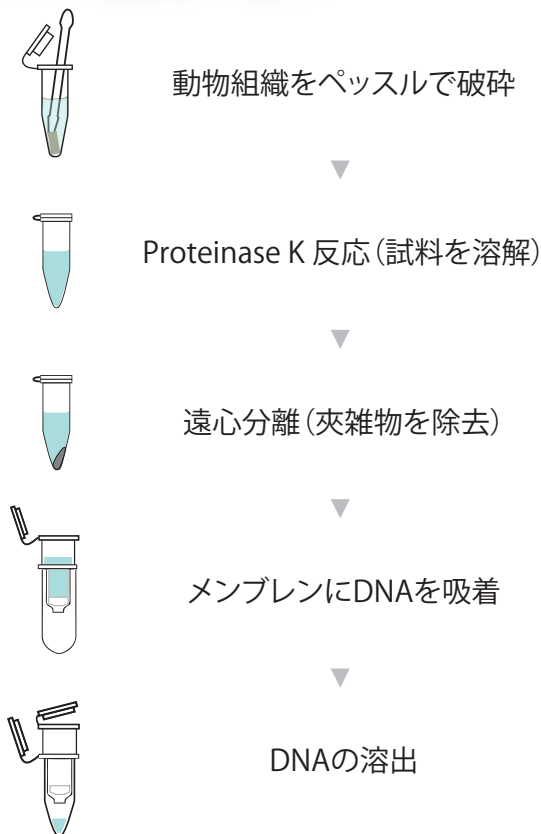 動物組織をペッスルで破砕
Proteinase K 反応(試料を溶解)
遠心分離(夾雑物を除去)
メンブレンにDNAを吸着
DNAの溶出